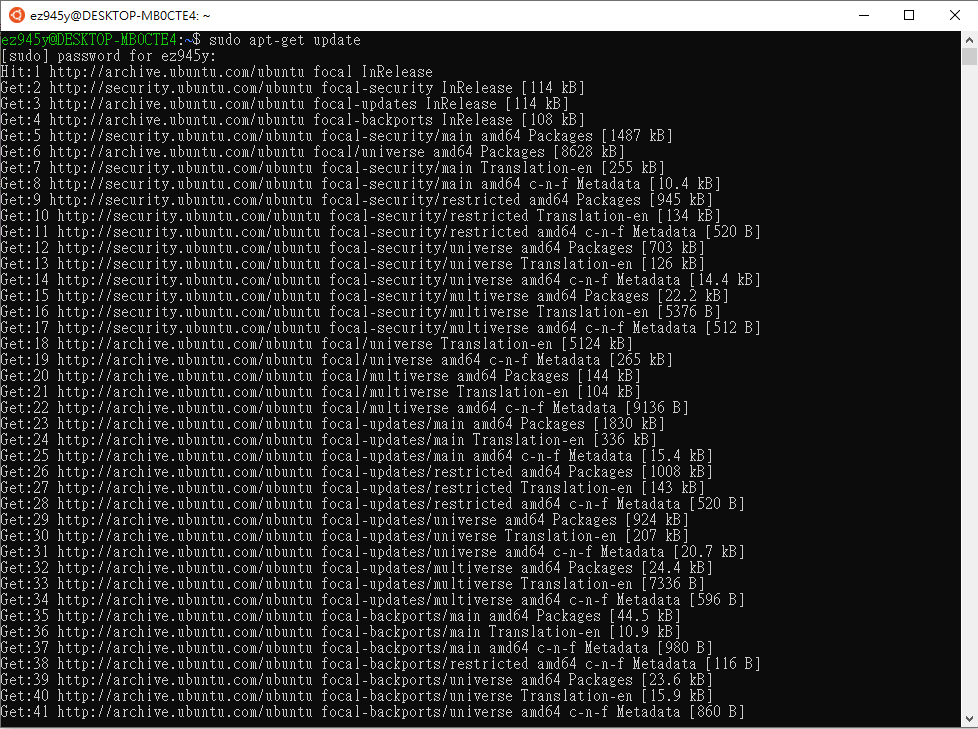 ez945y@DESKTOP-MB0CTE4: ~
ez945y@DESKTOP-MB0CTE4:~$ sudo apt-get update
[sudo] password for ez945y:
Hit:1 http://archive.ubuntu.com/ubuntu focal InRelease
Get:2 http://security.ubuntu.com/ubuntu focal-security InRelease [114 kB]
Get:3 http://archive.ubuntu.com/ubuntu focal-updates InRelease [114 kB]
Get:4 http://archive.ubuntu.com/ubuntu focal-backports InRelease [108 kB]
Get:5 http://security.ubuntu.com/ubuntu focal-security/main amd64 Packages [1487 kB]
Get:6 http://archive.ubuntu.com/ubuntu focal/universe amd64 Packages [8628 kB]
Get:7 http://security.ubuntu.com/ubuntu focal-security/main Translation-en [255 kB]
Get:8 http://security.ubuntu.com/ubuntu focal-security/main amd64 c-n-f Metadata [10.4 kB]
Get:9 http://security.ubuntu.com/ubuntu focal-security/restricted amd64 Packages [945 kB]
Get:10 http://security.ubuntu.com/ubuntu focal-security/restricted Translation-en [134 kB]
Get:11 http://security.ubuntu.com/ubuntu focal-security/restricted amd64 c-n-f Metadata [520 B]
Get:12 http://security.ubuntu.com/ubuntu focal-security/universe amd64 Packages [703 kB]
Get:13 http://security.ubuntu.com/ubuntu focal-security/universe Translation-en [126 kB]
Get:14 http://security.ubuntu.com/ubuntu focal-security/universe amd64 c-n-f Metadata [14.4 kB]
Get:15 http://security.ubuntu.com/ubuntu focal-security/multiverse amd64 Packages [22.2 kB]
Get:16 http://security.ubuntu.com/ubuntu focal-security/multiverse Translation-en [5376 B]
Get:17 http://security.ubuntu.com/ubuntu focal-security/multiverse amd64 c-n-f Metadata [512 B]
Get:18 http://archive.ubuntu.com/ubuntu focal/universe Translation-en [5124 kB]
Get:19 http://archive.ubuntu.com/ubuntu focal/universe amd64 c-n-f Metadata [265 kB]
Get:20 http://archive.ubuntu.com/ubuntu focal/multiverse amd64 Packages [144 kB]
Get:21 http://archive.ubuntu.com/ubuntu focal/multiverse Translation-en [104 kB]
Get:22 http://archive.ubuntu.com/ubuntu focal/multiverse amd64 c-n-f Metadata [9136 B]
Get:23 http://archive.ubuntu.com/ubuntu focal-updates/main amd64 Packages [1830 kB]
Get:24 http://archive.ubuntu.com/ubuntu focal-updates/main Translation-en [336 kB]
Get:25 http://archive.ubuntu.com/ubuntu focal-updates/main amd64 c-n-f Metadata [15.4 kB]
Get:26 http://archive.ubuntu.com/ubuntu focal-updates/restricted amd64 Packages [1008 kB]
Get:27 http://archive.ubuntu.com/ubuntu focal-updates/restricted Translation-en [143 kB]
Get:28 http://archive.ubuntu.com/ubuntu focal-updates/restricted amd64 c-n-f Metadata [520 B]
Get:29 http://archive.ubuntu.com/ubuntu focal-updates/universe amd64 Packages [924 kB]
Get:30 http://archive.ubuntu.com/ubuntu focal-updates/universe Translation-en [207 kB]
Get:31 http://archive.ubuntu.com/ubuntu focal-updates/universe amd64 c-n-f Metadata [20.7 kB]
Get:32 http://archive.ubuntu.com/ubuntu focal-updates/multiverse amd64 Packages [24.4 kB]
Get:33 http://archive.ubuntu.com/ubuntu focal-updates/multiverse Translation-en [7336 B]
Get:34 http://archive.ubuntu.com/ubuntu focal-updates/multiverse amd64 c-n-f Metadata [596 B]
Get:35 http://archive.ubuntu.com/ubuntu focal-backports/main amd64 Packages [44.5 kB]
Get:36 http://archive.ubuntu.com/ubuntu focal-backports/main Translation-en [10.9 kB]
Get:37 http://archive.ubuntu.com/ubuntu focal-backports/main amd64 c-n-f Metadata [980 B]
Get:38 http://archive.ubuntu.com/ubuntu focal-backports/restricted amd64 c-n-f Metadata [116 B]
Get:39 http://archive.ubuntu.com/ubuntu focal-backports/universe amd64 Packages [23.6 kB]
Get:40 http://archive.ubuntu.com/ubuntu focal-backports/universe Translation-en [15.9 kB]
Get:41 http://archive.ubuntu.com/ubuntu focal-backports/universe amd64 c-n-f Metadata [860 B]